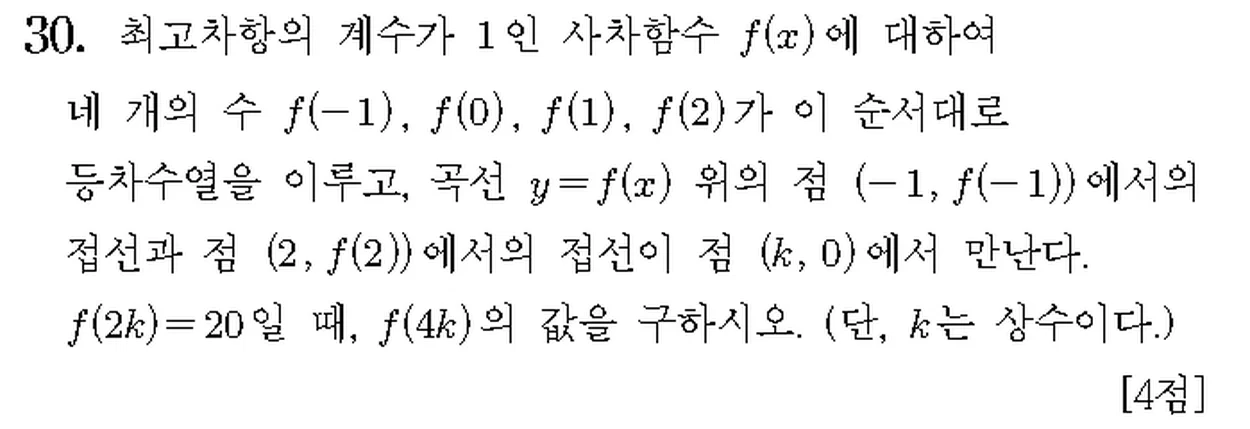 30. 최고차항의 계수가 1인 사차함수 f(x)에 대하여
네 개의 수 f(-1), f(0), f(1), f(2)가 이 순서대로
등차수열을 이루고, 곡선 y=f(x) 위의 점 (-1, f(-1))에서의
접선과 점 (2, f(2))에서의 접선이 점 (k, 0)에서 만난다.
f(2k)=20일 때, f(4k)의 값을 구하시오. (단, k는 상수이다.)
[4점]